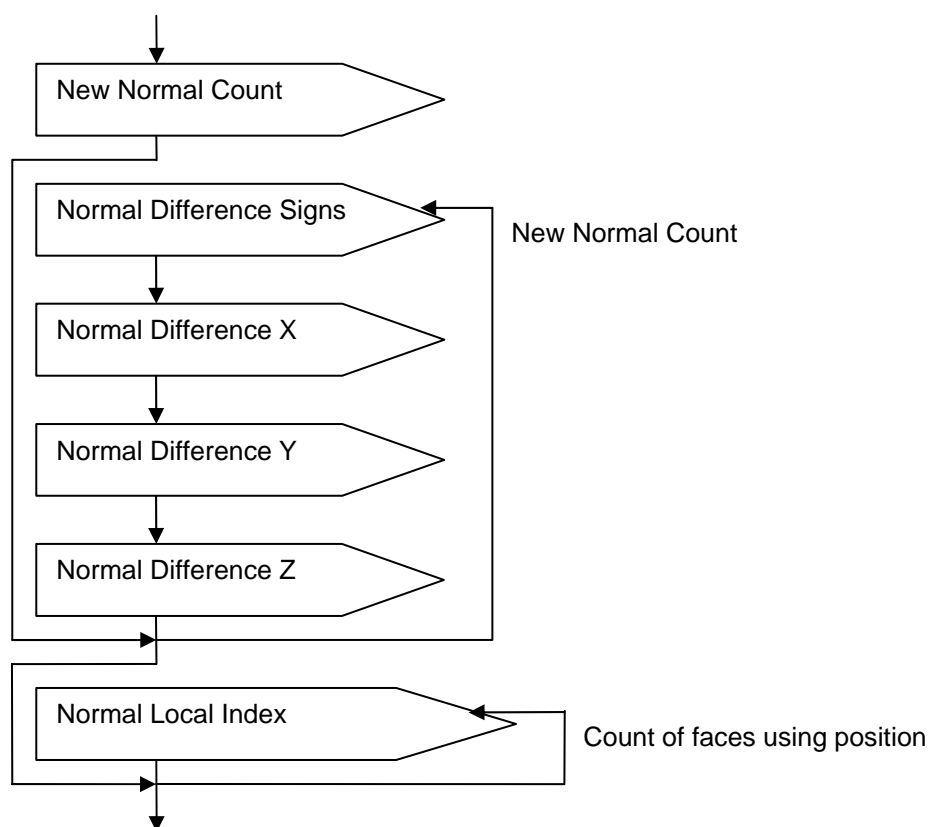 New Normal Count
Normal Difference Signs
New Normal Count
Normal Difference X
Normal Difference Y
Normal Difference Z
Normal Local Index
Count of faces using position